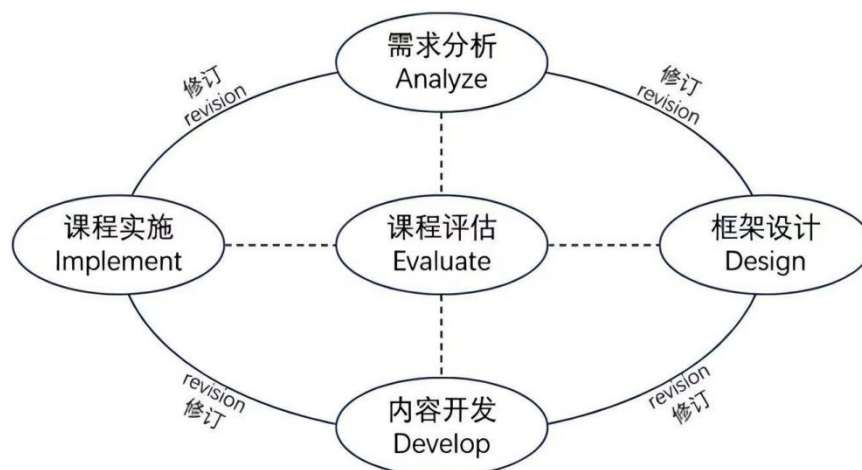 需求分析
Analyze
修订
revision
修订
revision
课程实施
Implement
课程评估
Evaluate
框架设计
Design
revision
修订
内容开发
Develop
revision
修订